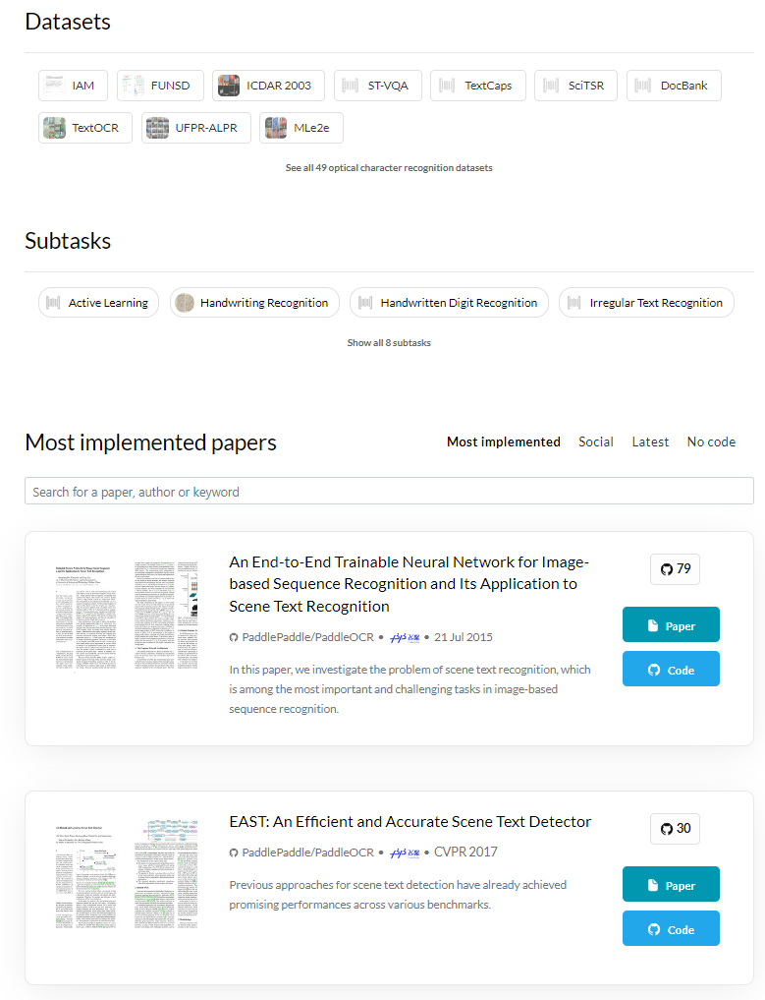 Datasets
IAM FUNSD ICDAR 2003 ST-VQA TextCaps SciTSR DocBank
TextOCR UFPR-ALPR MLe2e
See all 49 optical character recognition datasets
Subtasks
Active Learning Handwriting Recognition Handwritten Digit Recognition Irregular Text Recognition
Show all 8 subtasks
Most implemented papers Most implemented Social Latest No code
Search for a paper, author or keyword
An End-to-End Trainable Neural Network for Image-
based Sequence Recognition and Its Application to
Scene Text Recognition
PaddlePaddle/PaddleOCR • 21 Jul 2015
In this paper, we investigate the problem of scene text recognition, which
is among the most important and challenging tasks in image-based
sequence recognition.
79
Paper
Code
EAST: An Efficient and Accurate Scene Text Detector
PaddlePaddle/PaddleOCR • • CVPR 2017
Previous approaches for scene text detection have already achieved
promising performances across various benchmarks.
30
Paper
Code